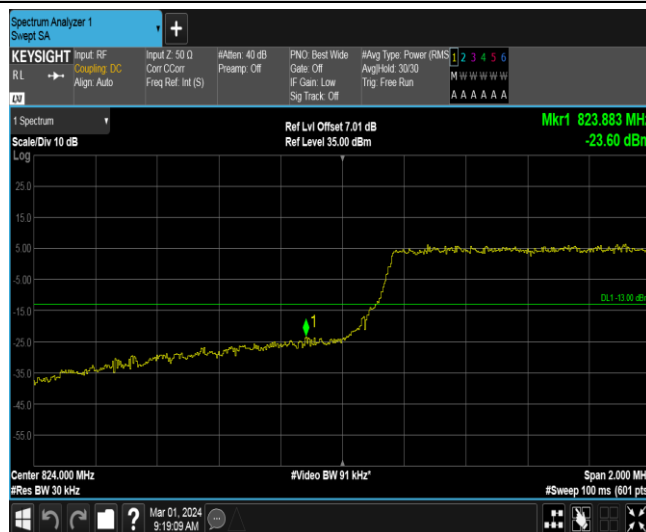 Spectrum Analyzer 1
Swept SA
KEYSIGHT
RL
Input: RF
Coupling: DC
Align: Auto
Input Z: 50 Ω
Corr CCorr
Freq Ref: Int (S)
#Atten: 40 dB
Preamp: Off
PNO: Best Wide
Gate: Off
IF Gain: Low
Sig Track: Off
#Avg Type: Power (RMS
Avg|Hold: 30/30
Trig: Free Run
1 2 3 4 5 6
M W W W W W
A A A A A A
LXI
1 Spectrum
Scale/Div 10 dB
Ref Lvl Offset 7.01 dB
Ref Level 35.00 dBm
Mkr1 823.883 MHz
-23.60 dBm
Log
25.0
15.0
5.00
-5.00
DL1 -13.00 dBm
-15.0
1
-25.0
-35.0
-45.0
-55.0
Center 824.000 MHz
#Video BW 91 kHz*
Span 2.000 MHz
#Res BW 30 kHz
#Sweep 100 ms (601 pts)
?
Mar 01, 2024
9:19:09 AM